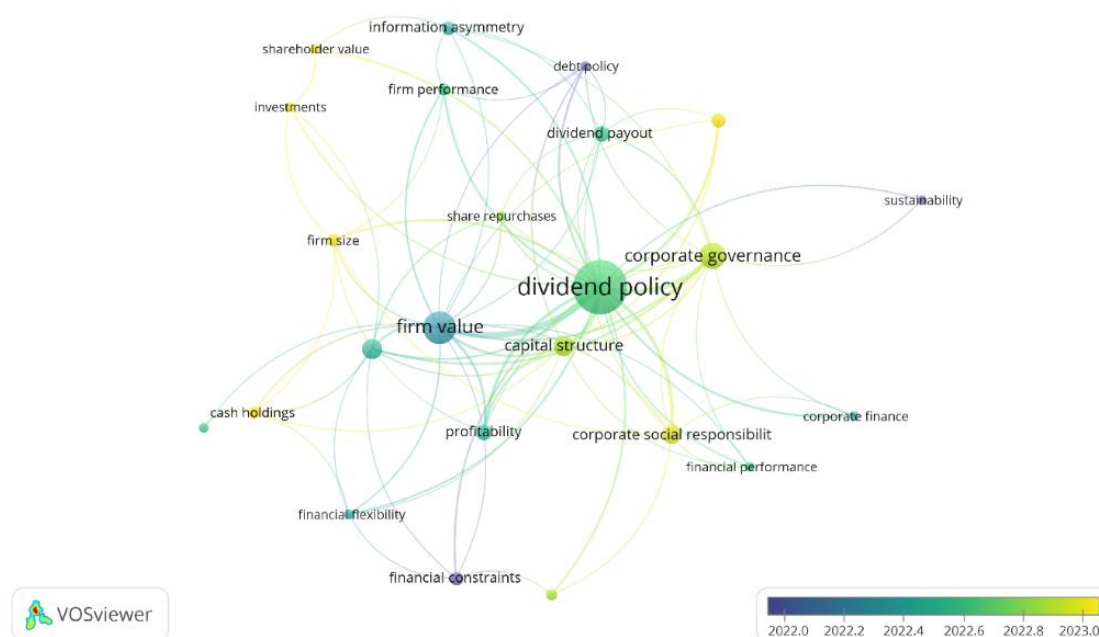 information asymmetry
shareholder value
debt policy
firm performance
investments
dividend payout
sustainability
share repurchases
firm size
corporate governance
dividend policy
firm value
capital structure
cash holdings
corporate finance
profitability
corporate social responsibilit
financial performance
financial flexibility
financial constraints
VOSviewer
2022.0 2022.2 2022.4 2022.6 2022.8 2023.0